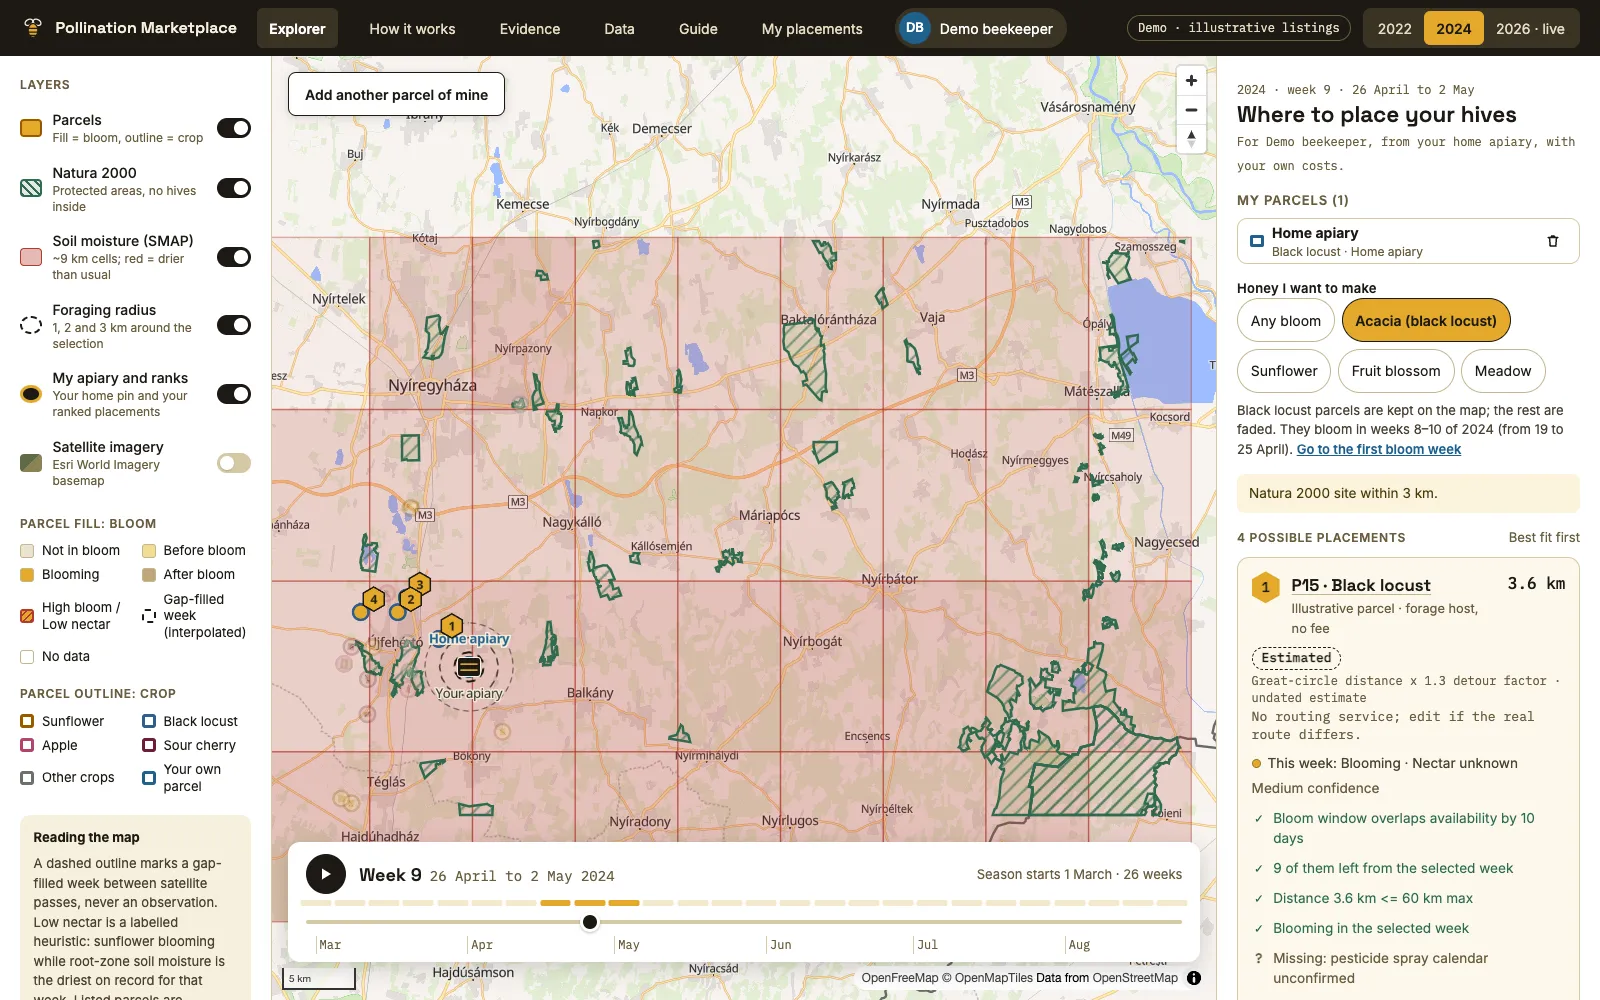 Pollination Marketplace
Explorer
How it works
Evidence
Data
Guide
My placements
DB
Demo beekeeper
Demo · illustrative listings
2022
2024
2026 · live
LAYERS
Parcels
Fill = bloom, outline = crop
Natura 2000
Protected areas, no hives
inside
Soil moisture (SMAP)
~9 km cells; red = drier
than usual
Foraging radius
1, 2 and 3 km around the
selection
My apiary and ranks
Your home pin and your
ranked placements
Satellite imagery
Esri World Imagery
basemap
PARCEL FILL: BLOOM
Not in bloom
Before bloom
Blooming
After bloom
High bloom /
Low nectar
Gap-filled
week
(interpolated)
No data
PARCEL OUTLINE: CROP
Sunflower
Black locust
Apple
Sour cherry
Other crops
Your own
parcel
Reading the map
A dashed outline marks a gap-
filled week between satellite
passes, never an observation.
Low nectar is a labelled
heuristic: sunflower blooming
while root-zone soil moisture is
the driest on record for that
week. Listed parcels are
Add another parcel of mine
Vásárosnamény
Kék
Demecser
Buj
Nyírkarász
Kemecse
Nyírbogdány
Nyírmada
M3
Pusztadobos
Nagydobos
Kótaj
Szamosszeg
Nyírtelek
Baktalórántháza
Vaja
Ópályi
Nyírpazony
Nyíregyháza
M3
Mátészalka
Napkor
Kocsord
M49
Hodász
Nyírmeggyes
Nyírcsaholy
M3
M3
Nagykálló
Máriapócs
Kállósemjén
Nagyecsed
Nyírbátor
3
4
2
1
Újfehértó
Home apiary
Nyírbogát
Your apiary
Balkány
Encsencs
Bököny
Nyírmihálydi
Téglás
Nyírbéltek
Nyíradony
Nyírlugos
Hajdúhadház
Week 9
26 April to 2 May 2024
Season starts 1 March · 26 weeks
Mar
Apr
May
Jun
Jul
Aug
5 km
Hajdúsámson
Nyíracsád
OpenFreeMap © OpenMapTiles Data from OpenStreetMap
2024 · week 9 · 26 April to 2 May
Where to place your hives
For Demo beekeeper, from your home apiary, with
your own costs.
MY PARCELS (1)
Home apiary
Black locust · Home apiary
Honey I want to make
Any bloom
Acacia (black locust)
Sunflower
Fruit blossom
Meadow
Black locust parcels are kept on the map; the rest are
faded. They bloom in weeks 8–10 of 2024 (from 19 to
25 April). Go to the first bloom week
Natura 2000 site within 3 km.
4 POSSIBLE PLACEMENTS
Best fit first
1
P15 · Black locust
3.6 km
Illustrative parcel · forage host,
no fee
Estimated
Great-circle distance x 1.3 detour factor ·
undated estimate
No routing service; edit if the real
route differs.
This week: Blooming · Nectar unknown
Medium confidence
✓ Bloom window overlaps availability by 10
days
✓ 9 of them left from the selected week
✓ Distance 3.6 km <= 60 km max
✓ Blooming in the selected week
? Missing: pesticide spray calendar
unconfirmed